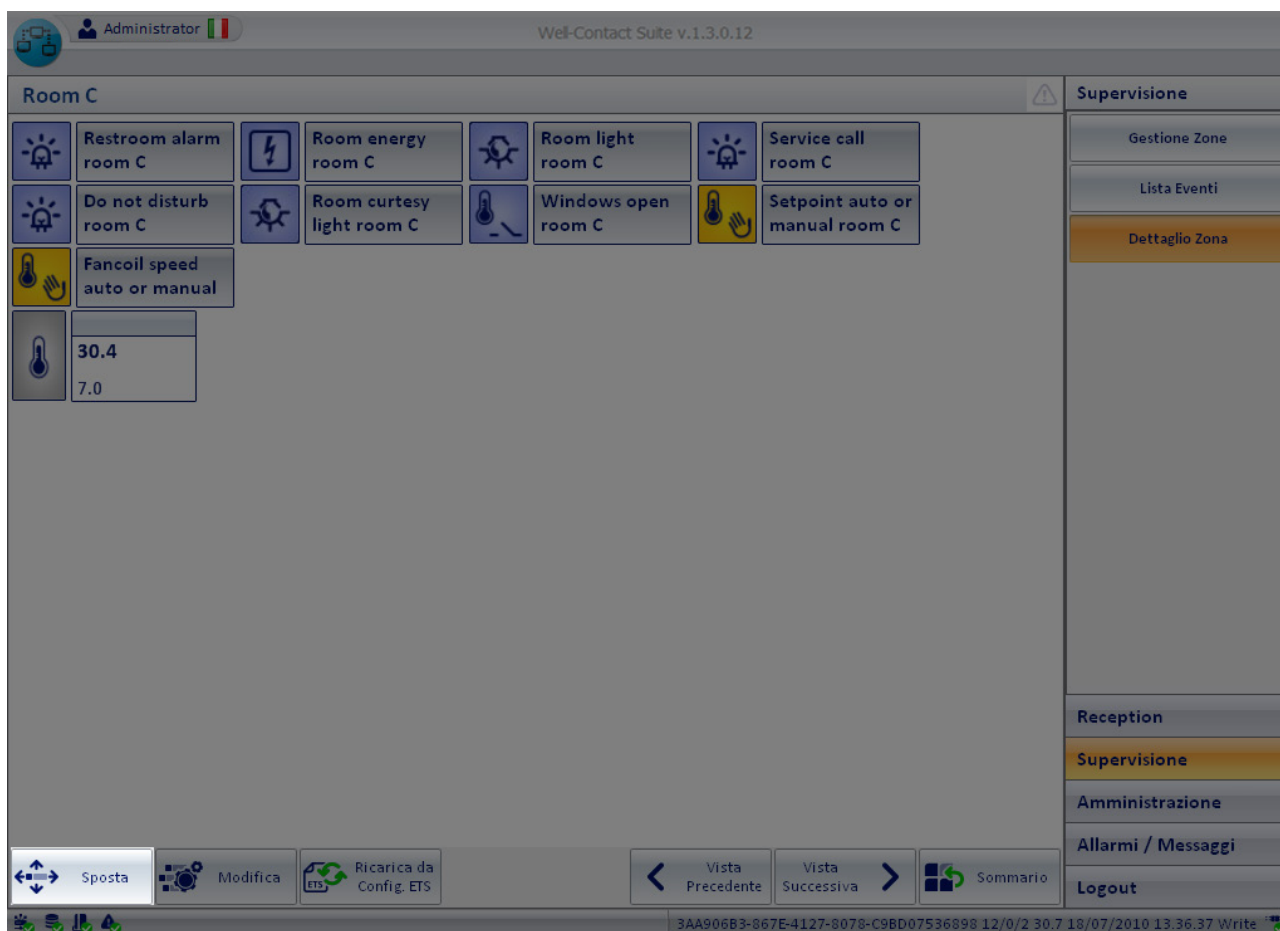 Administrator
Well-Contact Suite v.1.3.0.12
Room C
Restroom alarm
room C
Room energy
room C
Room light
room C
Service call
room C
Do not disturb
room C
Room curtesy
light room C
Windows open
room C
Setpoint auto or
manual room C
Fancoil speed
auto or manual
30.4
7.0
Supervisione
Gestione Zone
Lista Eventi
Dettaglio Zona
Reception
Supervisione
Amministrazione
Allarmi / Messaggi
Logout
Sposta
Modifica
ETS
Ricarica da
Config. ETS
Vista
Precedente
Vista
Successiva
Sommario
3AA906B3-867E-4127-8078-C9BD07536898 12/0/2 30.7 18/07/2010 13.36.37 Write